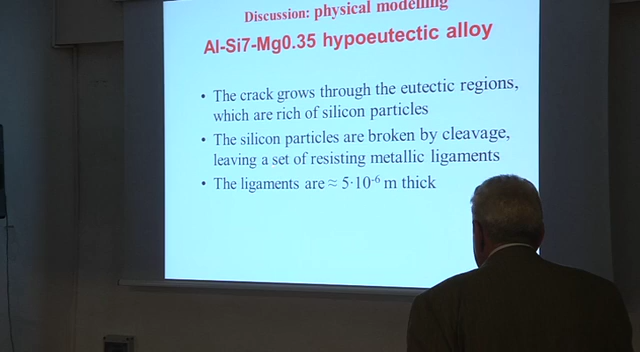 Discussion: physical modelling
Al-Si7-Mg0.35 hypoeutectic alloy
• The crack grows through the eutectic regions,
which are rich of silicon particles
• The silicon particles are broken by cleavage,
leaving a set of resisting metallic ligaments
• The ligaments are ≈ 5·10⁻⁶ m thick